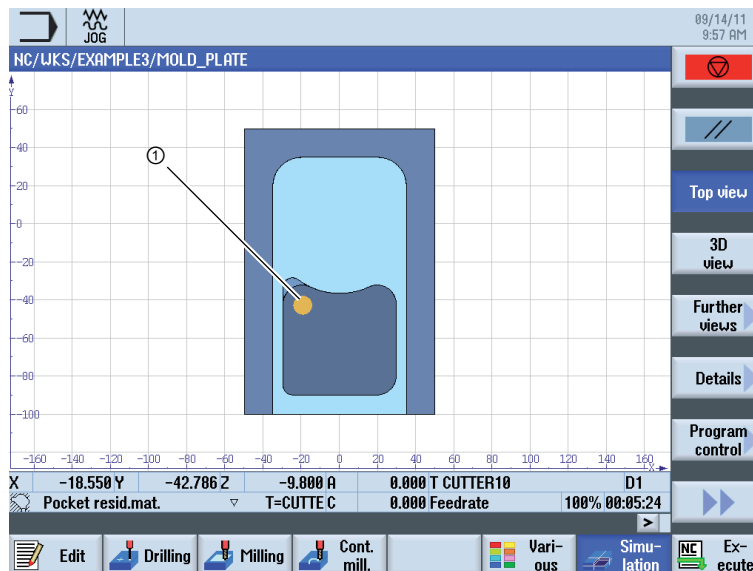 09/14/11
9:57 AM
JOG
NC/WKS/EXAMPLE3/MOLD_PLATE
Y
60
40
20
0
-20
-40
-60
-80
-100
-160 -140 -120 -100 -80 -60 -40 -20 0 20 40 60 80 100 120 140 160
X
①
Top view
3D
view
Further
views
Details
Program
control
X -18.550 Y -42.786 Z -9.800 A 0.000 T CUTTER10 D1
Pocket resid.mat. T=CUTTE C 0.000 Feedrate 100% 00:05:24
>
Edit
Drilling
Milling
Cont.
mill.
Vari-
ous
Simu-
lation
NC
Ex-
ecute